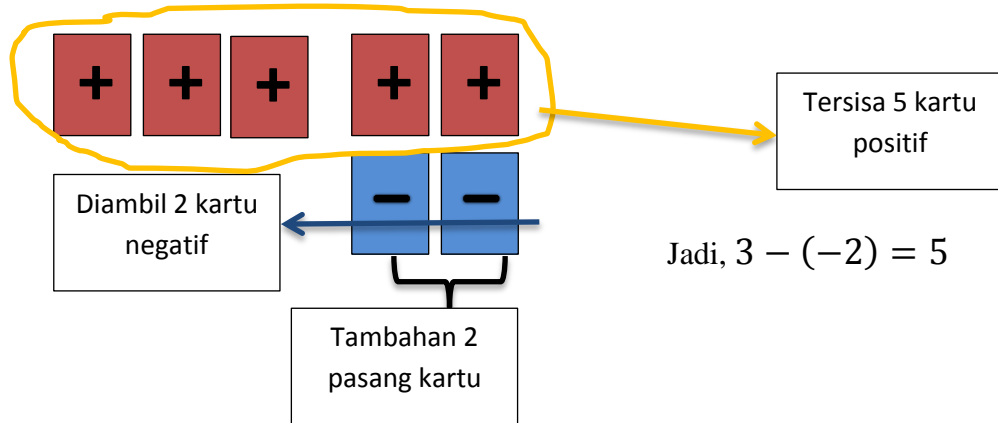 + + + + +
Tersisa 5 kartu
positif
− −
Diambil 2 kartu
negatif
Jadi, 3 − (−2) = 5
Tambahan 2
pasang kartu